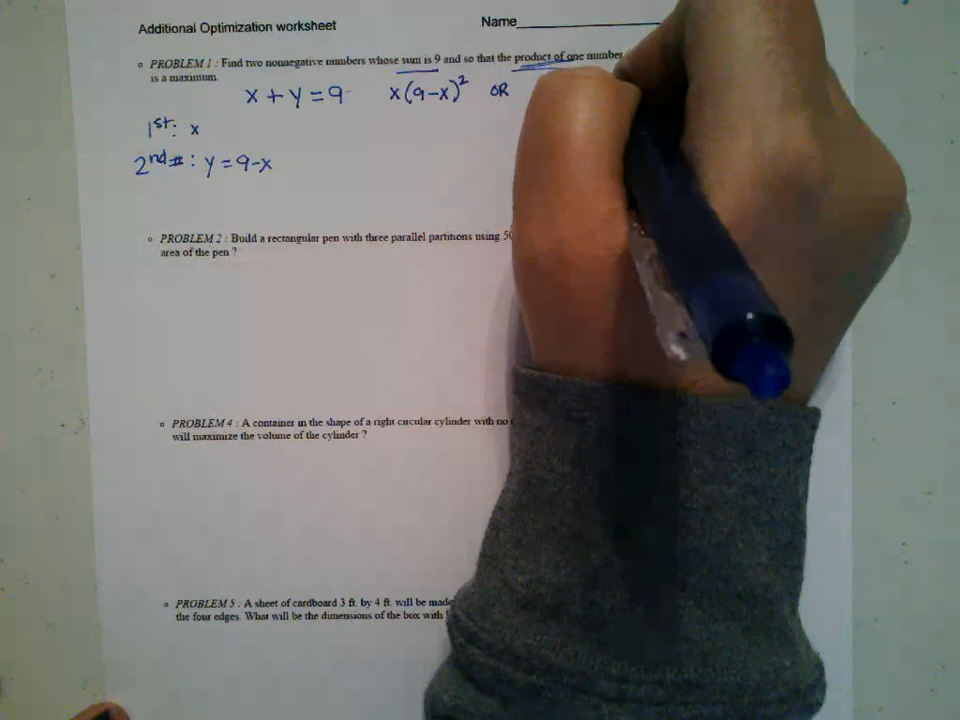 Additional Optimization worksheet Name
PROBLEM 1 : Find two nonnegative numbers whose sum is 9 and so that the product of one number
is a maximum.
x + y = 9 x(9-x)² OR
1st: x
2nd #: y = 9-x
PROBLEM 2 : Build a rectangular pen with three parallel partitions using 50
area of the pen ?
PROBLEM 4 : A container in the shape of a right circular cylinder with no
will maximize the volume of the cylinder ?
PROBLEM 5 : A sheet of cardboard 3 ft. by 4 ft. will be made
the four edges. What will be the dimensions of the box with